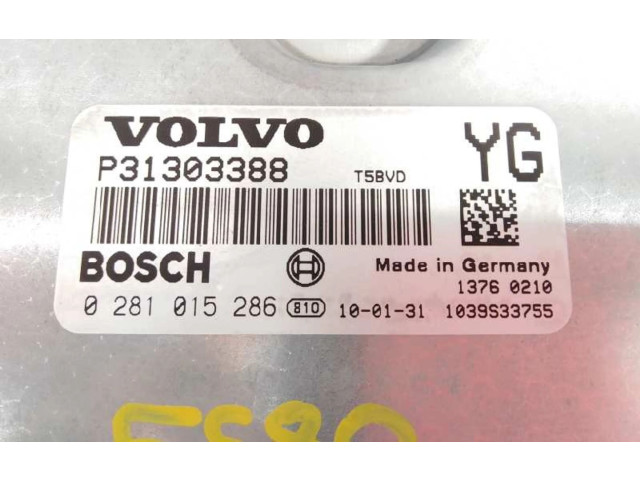 VOLVO YG
P31303388 T5BVD
BOSCH Made in Germany
1376 0210
0 281 015 286 810 10-01-31 1039S33755